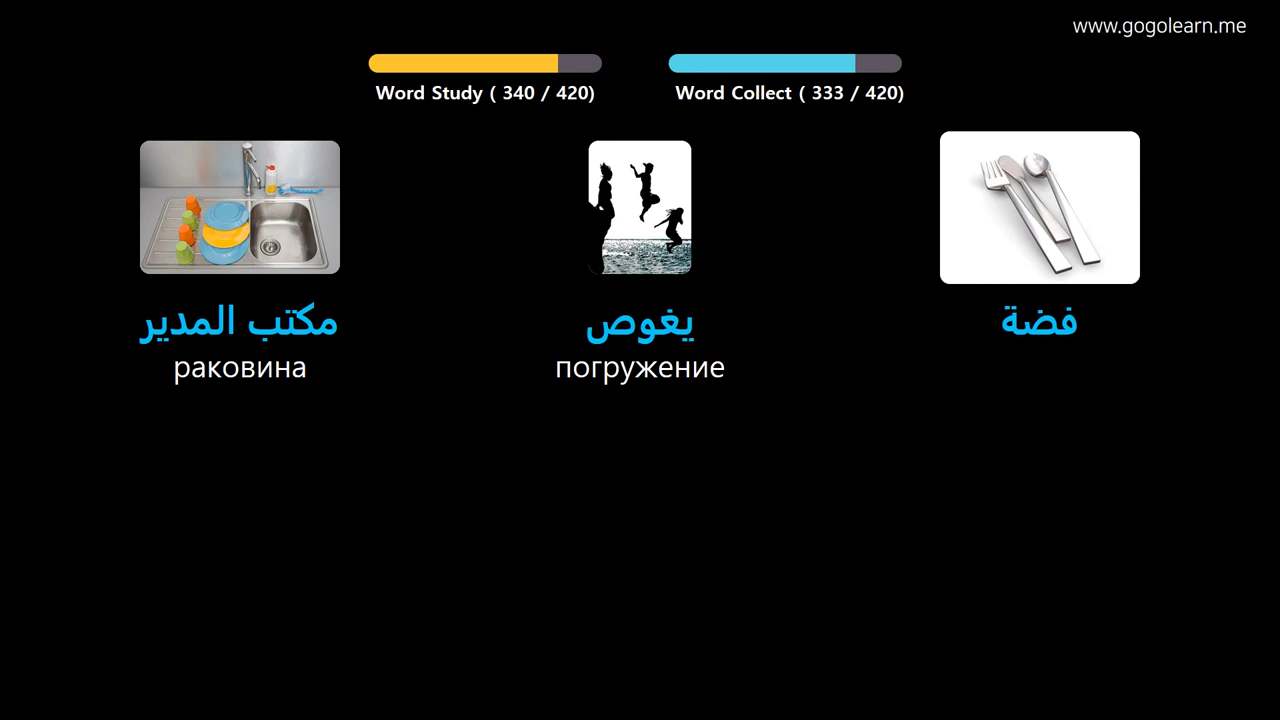 www.gogolearn.me
Word Study ( 340 / 420)
Word Collect ( 333 / 420)
مكتب المدير
يغوص
فضة
раковина
погружение